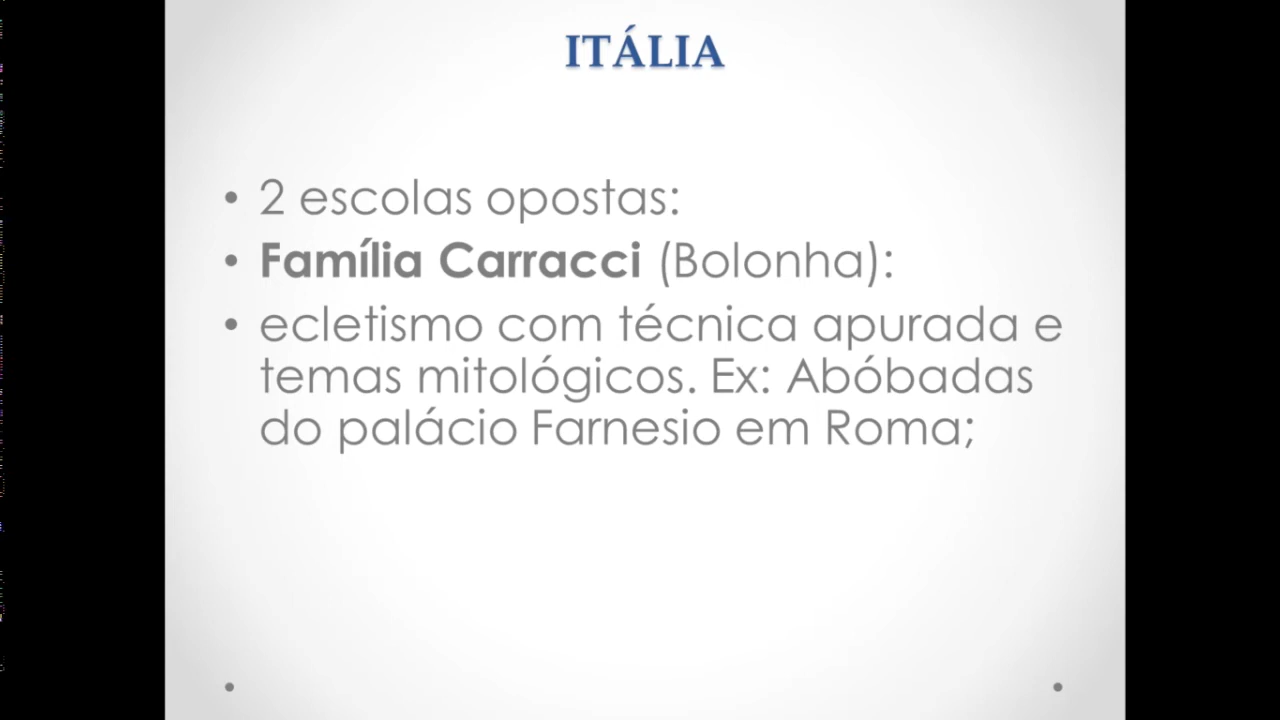 ITÁLIA
• 2 escolas opostas:
• Família Carracci (Bolonha):
• ecletismo com técnica apurada e
temas mitológicos. Ex: Abóbadas
do palácio Farnesio em Roma;